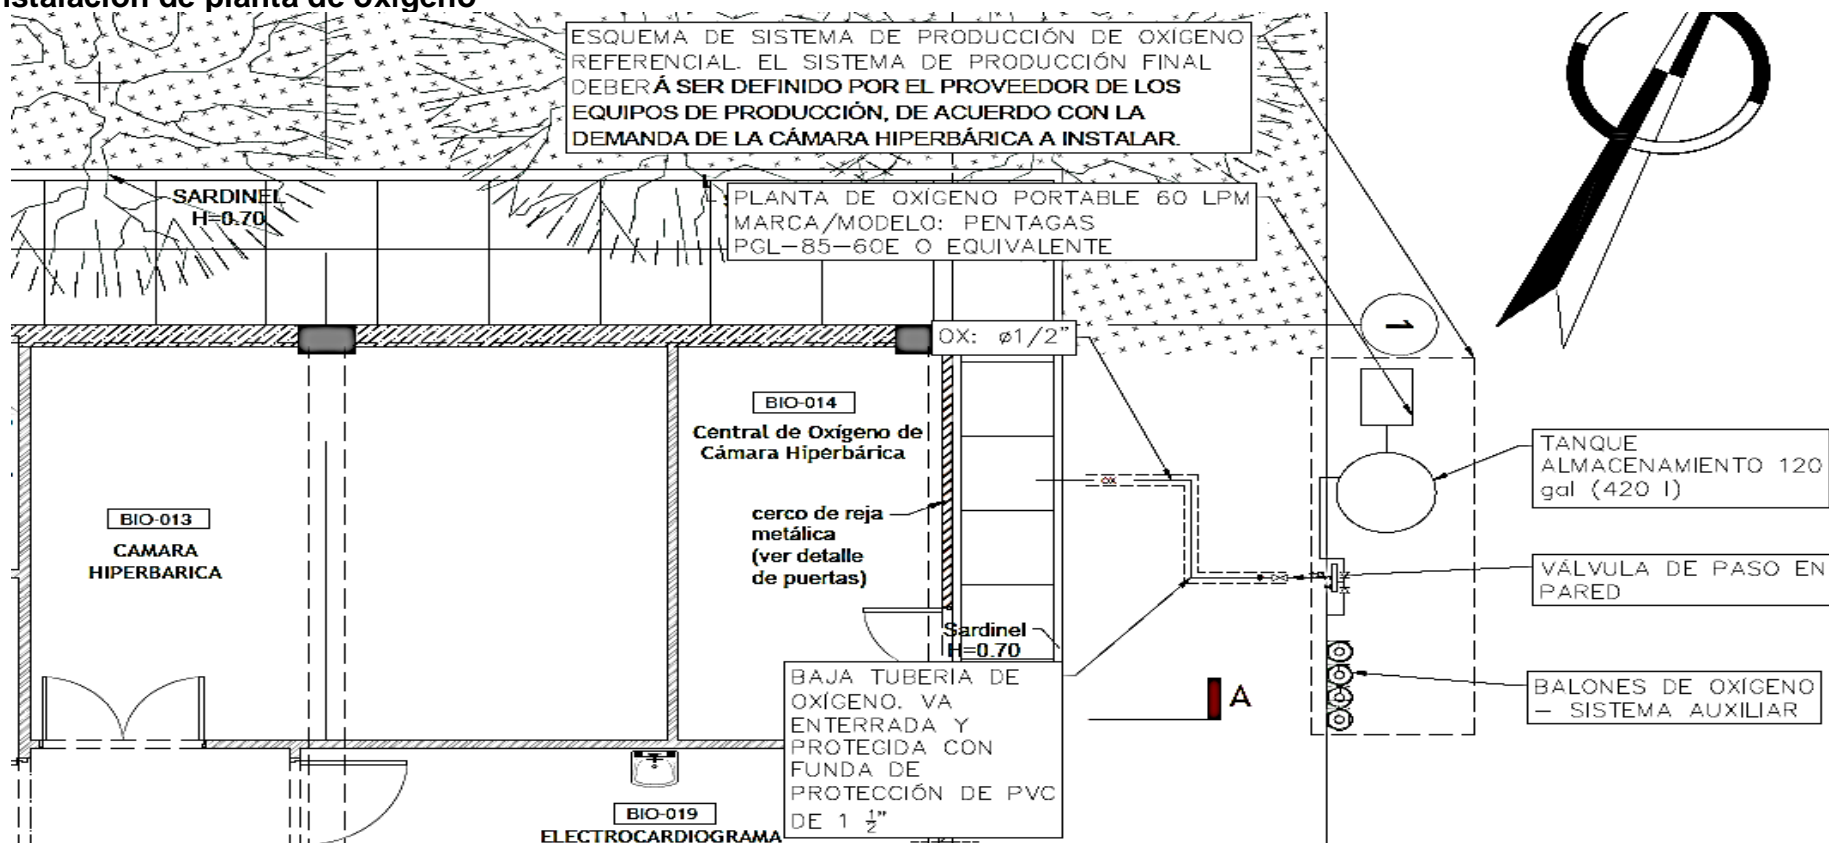 nstalación de planta de oxígeno
ESQUEMA DE SISTEMA DE PRODUCCIÓN DE OXÍGENO
REFERENCIAL. EL SISTEMA DE PRODUCCIÓN FINAL
DEBERÁ SER DEFINIDO POR EL PROVEEDOR DE LOS
EQUIPOS DE PRODUCCIÓN, DE ACUERDO CON LA
DEMANDA DE LA CÁMARA HIPERBÁRICA A INSTALAR.
SARDINEL
H=0.70
PLANTA DE OXÍGENO PORTABLE 60 LPM
MARCA/MODELO: PENTAGAS
PGL-85-60E O EQUIVALENTE
OX: ø1/2"
1
BIO-014
Central de Oxígeno de
Cámara Hiperbárica
TANQUE
ALMACENAMIENTO 120
gal (420 l)
OX
cerco de reja
metálica
(ver detalle
de puertas)
BIO-013
CAMARA
HIPERBARICA
VÁLVULA DE PASO EN
PARED
Sardinel
H=0.70
BAJA TUBERÍA DE
OXÍGENO. VA
ENTERRADA Y
PROTEGIDA CON
FUNDA DE
PROTECCIÓN DE PVC
DE 1 1/2"
A
BALONES DE OXÍGENO
– SISTEMA AUXILIAR
BIO-019
ELECTROCARDIOGRAMA